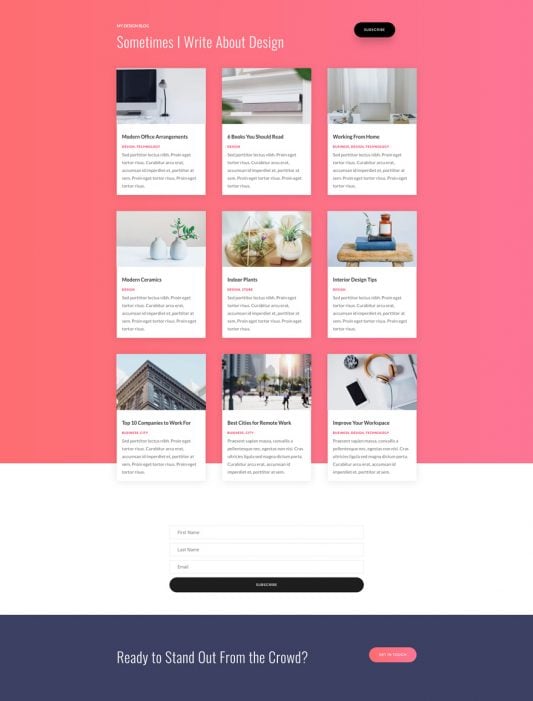 MY DESIGN BLOG
Sometimes I Write About Design
SUBSCRIBE
Modern Office Arrangements
DESIGN, TECHNOLOGY
Sed porttitor lectus nibh. Proin eget
tortor risus. Curabitur arcu erat,
accumsan id imperdiet et, porttitor at
sem. Proin eget tortor risus. Proin eget
tortor risus.
6 Books You Should Read
DESIGN
Sed porttitor lectus nibh. Proin eget
tortor risus. Curabitur arcu erat,
accumsan id imperdiet et, porttitor at
sem. Proin eget tortor risus. Proin eget
tortor risus.
Working From Home
BUSINESS, DESIGN, TECHNOLOGY
Sed porttitor lectus nibh. Proin eget
tortor risus. Curabitur arcu erat,
accumsan id imperdiet et, porttitor at
sem. Proin eget tortor risus. Proin eget
tortor risus.
Modern Ceramics
DESIGN
Sed porttitor lectus nibh. Proin eget
tortor risus. Curabitur arcu erat,
accumsan id imperdiet et, porttitor at
sem. Proin eget tortor risus. Proin eget
tortor risus.
Indoor Plants
DESIGN, STORE
Sed porttitor lectus nibh. Proin eget
tortor risus. Curabitur arcu erat,
accumsan id imperdiet et, porttitor at
sem. Proin eget tortor risus. Proin eget
tortor risus.
Interior Design Tips
DESIGN
Sed porttitor lectus nibh. Proin eget
tortor risus. Curabitur arcu erat,
accumsan id imperdiet et, porttitor at
sem. Proin eget tortor risus. Proin eget
tortor risus.
Top 10 Companies to Work For
BUSINESS, CITY
Sed porttitor lectus nibh. Proin eget
tortor risus. Curabitur arcu erat,
accumsan id imperdiet et, porttitor at
sem. Proin eget tortor risus. Proin eget
tortor risus.
Best Cities for Remote Work
BUSINESS, CITY
Praesent sapien massa, convallis a
pellentesque nec, egestas non nisi. Cras
ultricies ligula sed magna dictum porta.
Curabitur arcu erat, accumsan id
imperdiet et, porttitor at sem.
Improve Your Workspace
BUSINESS, DESIGN, TECHNOLOGY
Praesent sapien massa, convallis a
pellentesque nec, egestas non nisi. Cras
ultricies ligula sed magna dictum porta.
Curabitur arcu erat, accumsan id
imperdiet et, porttitor at sem.
First Name
Last Name
Email
SUBSCRIBE
Ready to Stand Out From the Crowd?
GET IN TOUCH